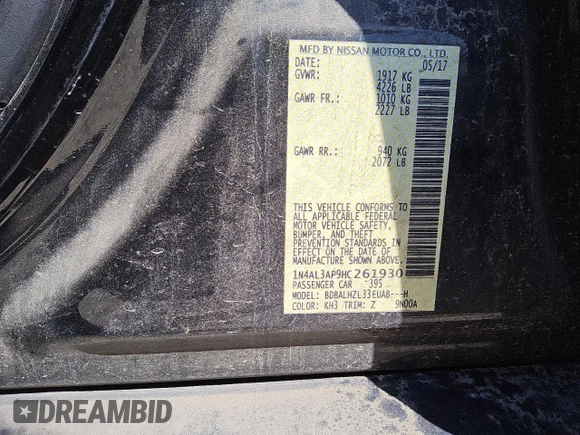 MFD BY NISSAN MOTOR CO., LTD.
DATE: 05/17
GVWR: 1917 KG
4226 LB
GAWR FR.: 1010 KG
2227 LB
GAWR RR.: 940 KG
2072 LB
THIS VEHICLE CONFORMS TO
ALL APPLICABLE FEDERAL
MOTOR VEHICLE SAFETY,
BUMPER, AND THEFT
PREVENTION STANDARDS
IN EFFECT ON THE DATE
OF MANUFACTURE SHOWN
ABOVE.
1N4AL3AP9HC261930
PASSENGER CAR 395
MODEL: BDBALHZL33EUAB---H
COLOR: KH3 TRIM: Z 9N00A
DREAMBID